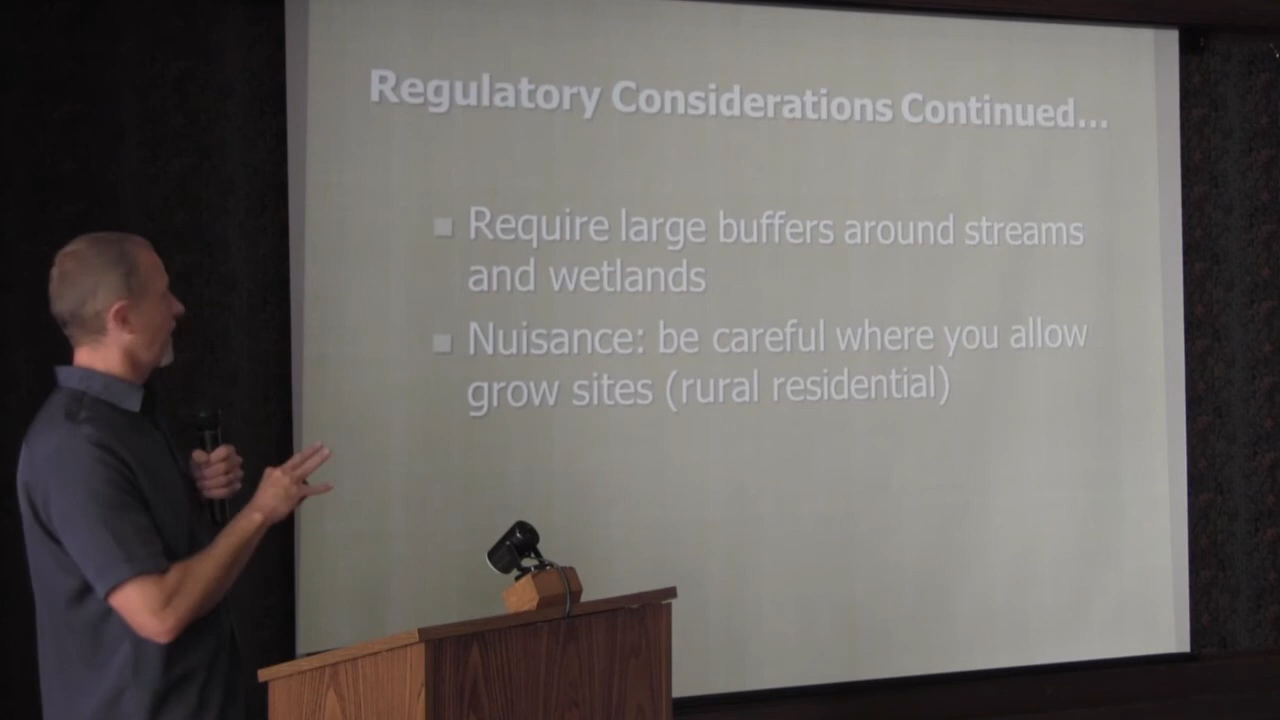 Regulatory Considerations Continued...
Require large buffers around streams
and wetlands
Nuisance: be careful where you allow
grow sites (rural residential)